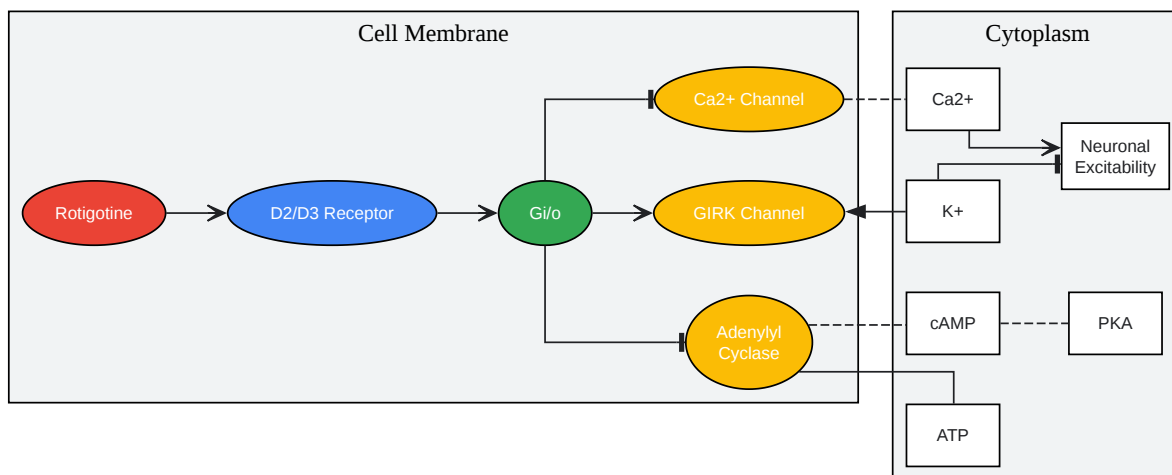 Cell Membrane
Cytoplasm
Ca2+ Channel
Ca2+
Neuronal
Excitability
Rotigotine
D2/D3 Receptor
Gi/o
GIRK Channel
K+
Adenylyl
Cyclase
cAMP
PKA
ATP